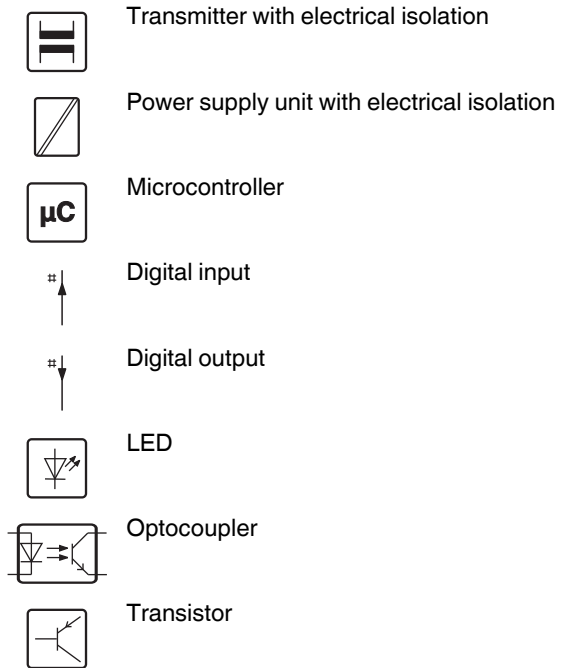 Transmitter with electrical isolation
Power supply unit with electrical isolation
µC
Microcontroller
#
Digital input
#
Digital output
LED
Optocoupler
Transistor